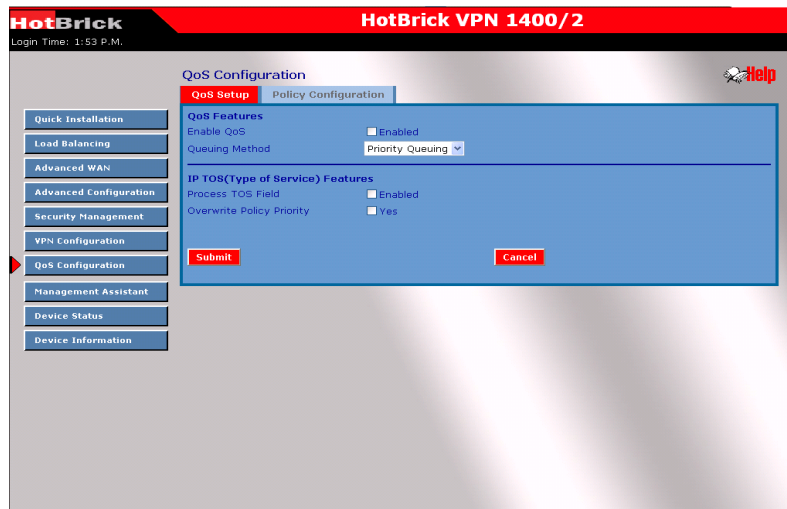 HotBrick
HotBrick VPN 1400/2
Login Time: 1:53 P.M.
QoS Configuration
Help
QoS Setup
Policy Configuration
Quick Installation
Load Balancing
Advanced WAN
Advanced Configuration
Security Management
VPN Configuration
QoS Configuration
Management Assistant
Device Status
Device Information
QoS Features
Enable QoS Enabled
Queuing Method Priority Queuing
IP TOS(Type of Service) Features
Process TOS Field Enabled
Overwrite Policy Priority Yes
Submit Cancel